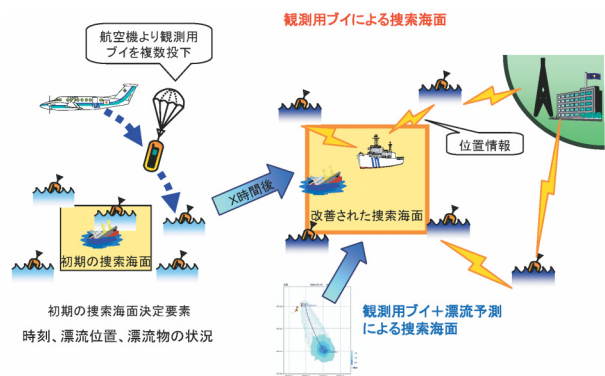 観測用ブイによる捜索海面
航空機より観測用
ブイを複数投下
位置情報
X時間後
初期の捜索海面
改善された捜索海面
初期の捜索海面決定要素
時刻、漂流位置、漂流物の状況
観測用ブイ+漂流予測
による捜索海面